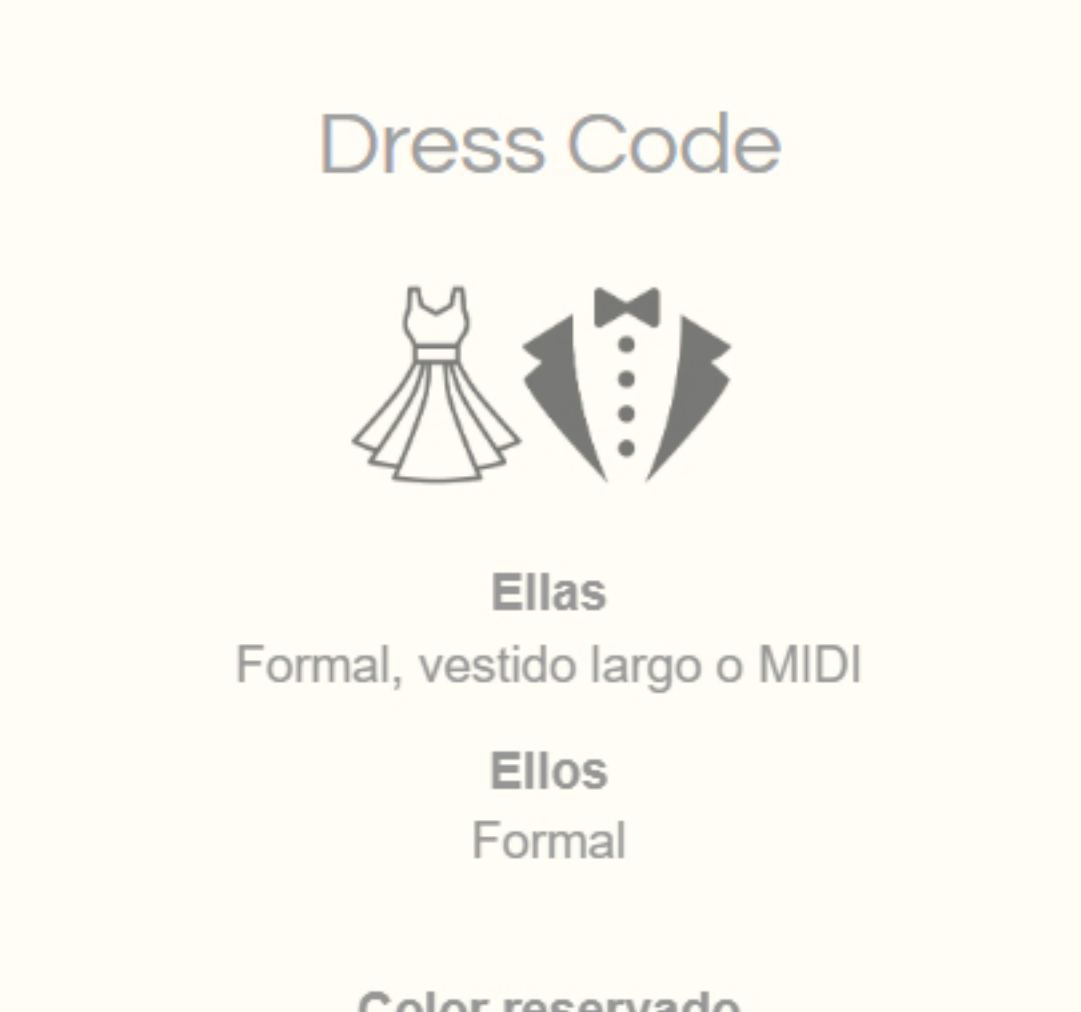 Dress Code
Ellas
Formal, vestido largo o MIDI
Ellos
Formal
Color reservado